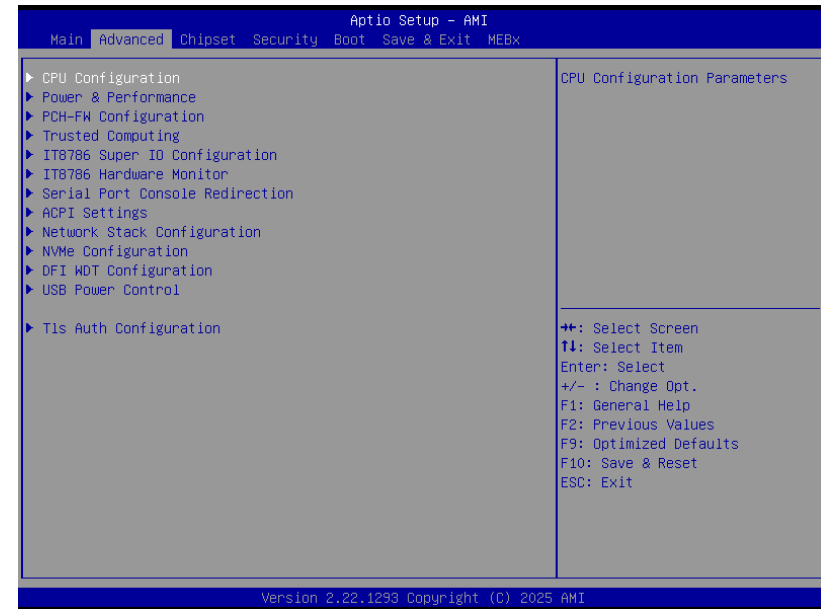 Aptio Setup – AMI
Main Advanced Chipset Security Boot Save & Exit MEBx
CPU Configuration
Power & Performance
PCH-FW Configuration
Trusted Computing
IT8786 Super IO Configuration
IT8786 Hardware Monitor
Serial Port Console Redirection
ACPI Settings
Network Stack Configuration
NVMe Configuration
DFI WDT Configuration
USB Power Control
Tls Auth Configuration
CPU Configuration Parameters
→←: Select Screen
↑↓: Select Item
Enter: Select
+/- : Change Opt.
F1: General Help
F2: Previous Values
F9: Optimized Defaults
F10: Save & Reset
ESC: Exit
Version 2.22.1293 Copyright (C) 2025 AMI